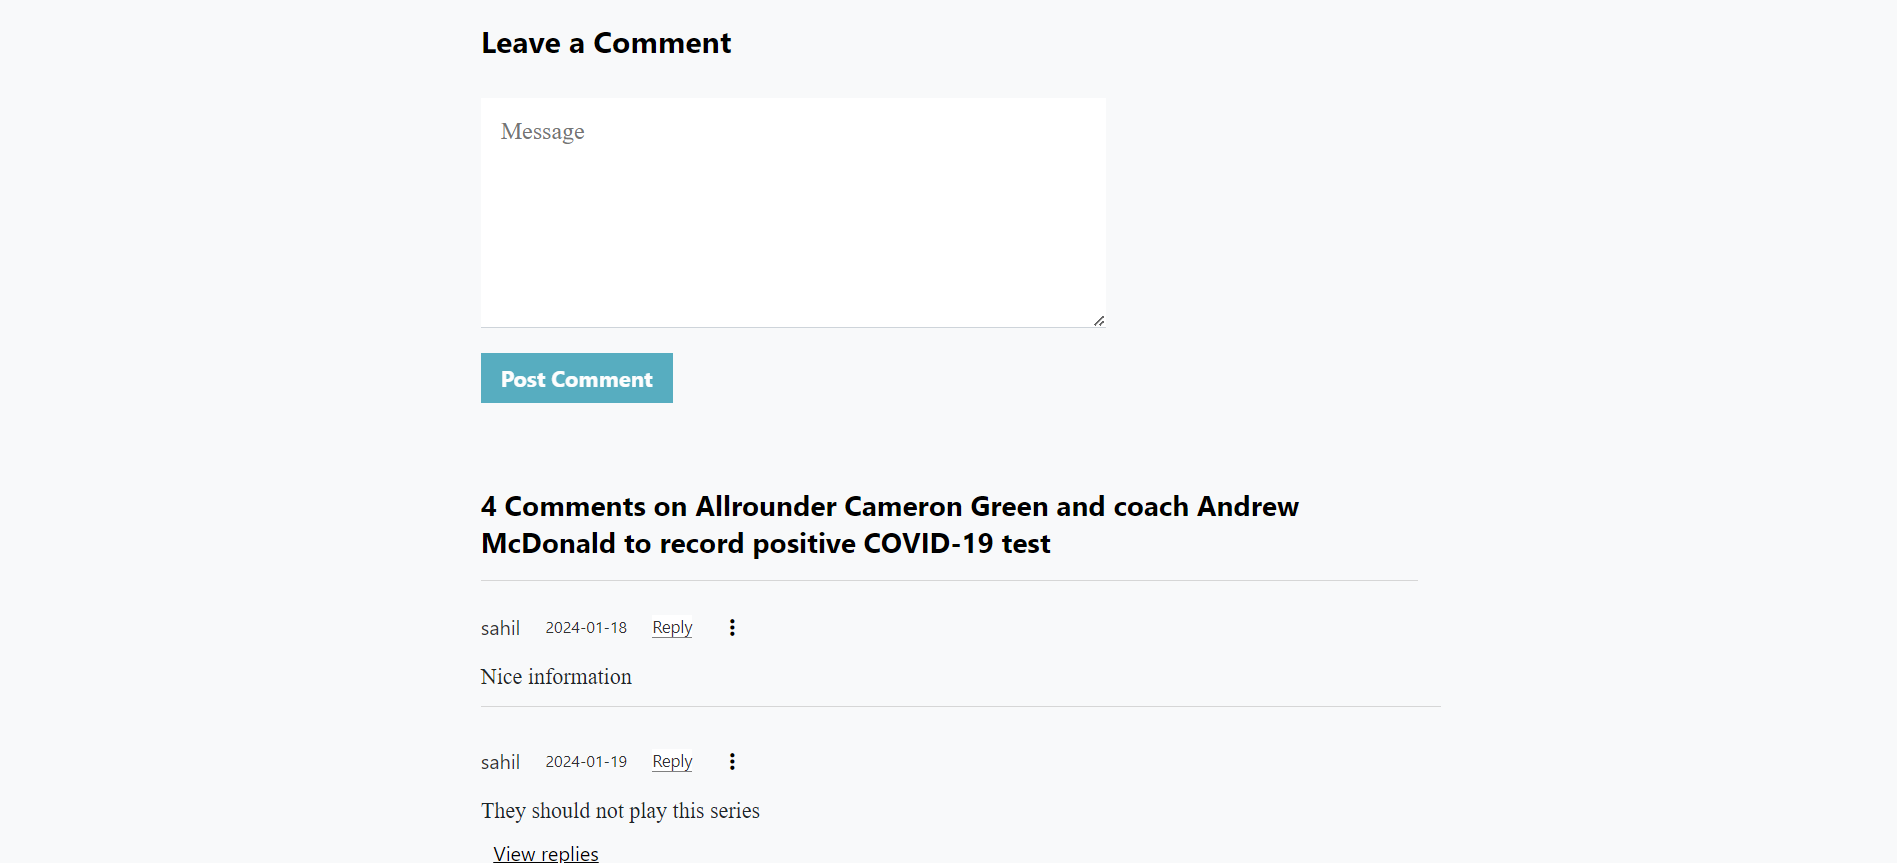 Leave a Comment
Message
Post Comment
4 Comments on Allrounder Cameron Green and coach Andrew
McDonald to record positive COVID-19 test
sahil 2024-01-18 Reply
Nice information
sahil 2024-01-19 Reply
They should not play this series
View replies